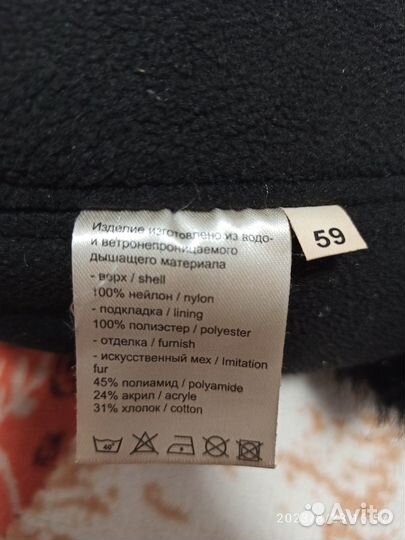 Изделие изготовлено из водо-
и ветронепроницаемого
дышащего материала
- верх / shell
100% нейлон / nylon
- подкладка / lining
100% полиэстер / polyester
- отделка / furnish
- искусственный мех / Imitation
fur
45% полиамид / polyamide
24% акрил / acryle
31% хлопок / cotton
40°
59
Avito